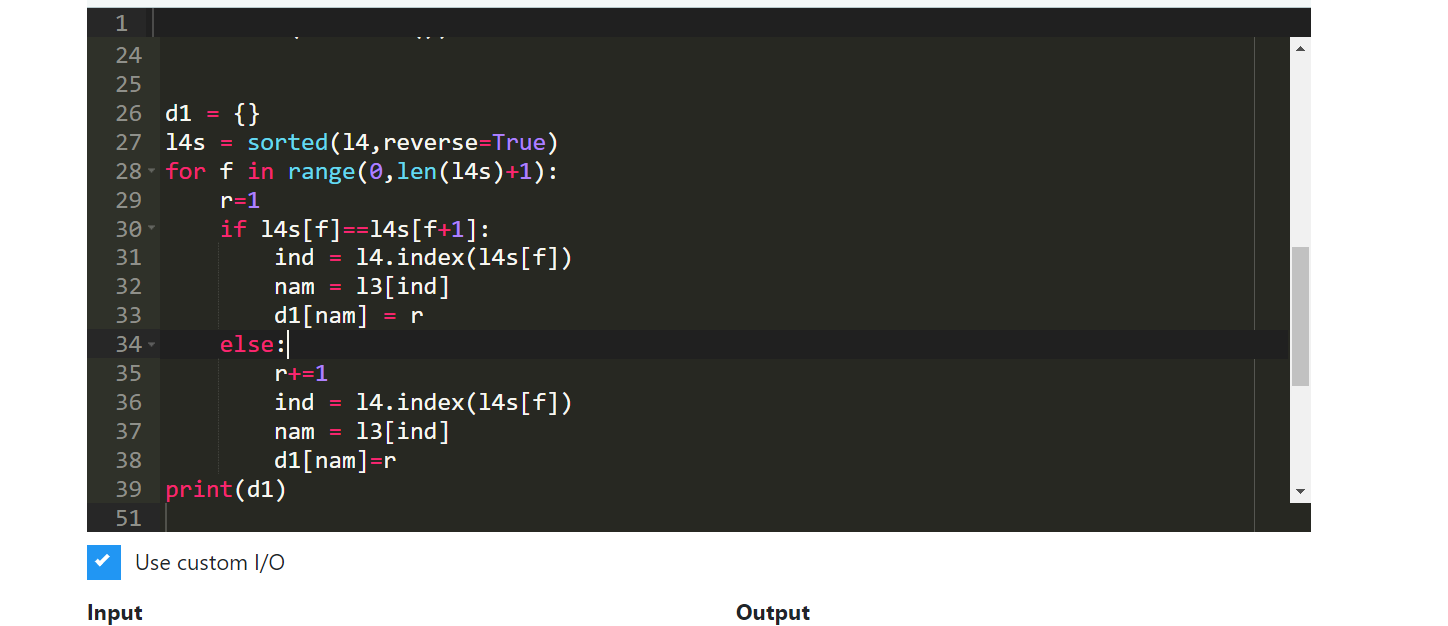 1
24
25
26 d1 = {}
27 l4s = sorted(l4,reverse=True)
28 for f in range(0,len(l4s)+1):
29     r=1
30     if l4s[f]==l4s[f+1]:
31         ind = l4.index(l4s[f])
32         nam = l3[ind]
33         d1[nam] = r
34     else:
35         r+=1
36         ind = l4.index(l4s[f])
37         nam = l3[ind]
38         d1[nam]=r
39 print(d1)
51
Use custom I/O
Input Output